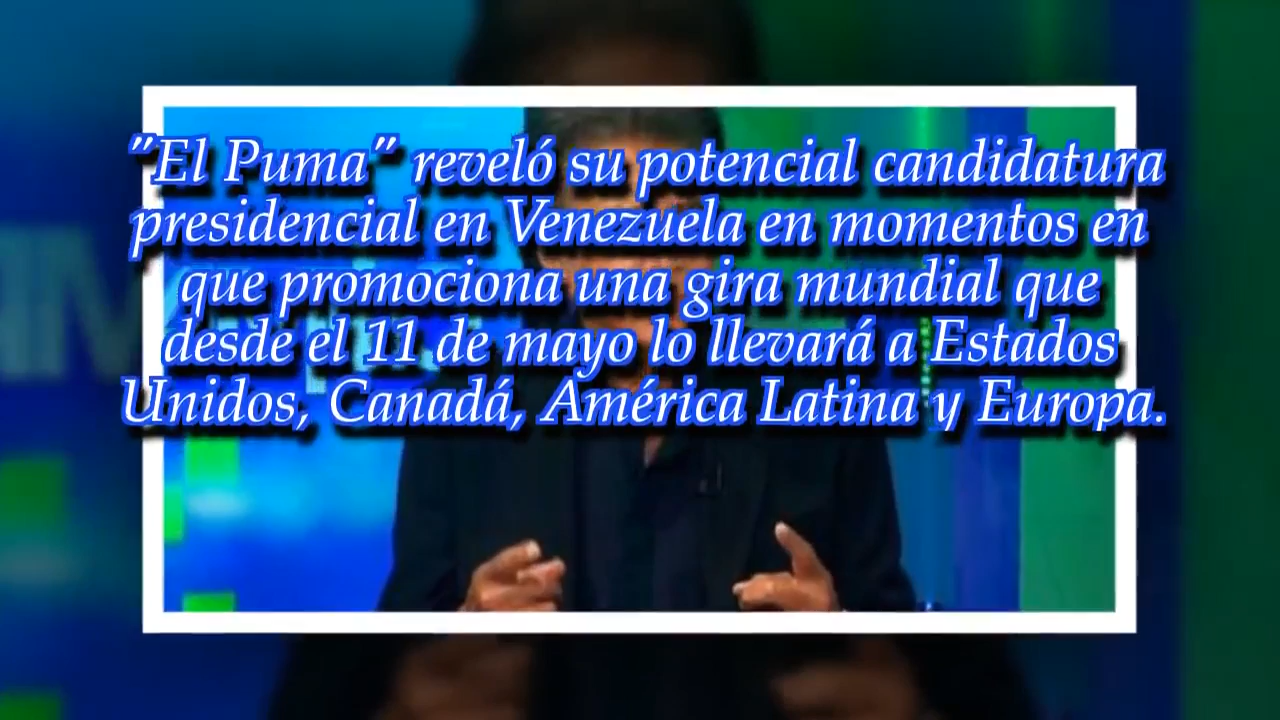 "El Puma" reveló su potencial candidatura
presidencial en Venezuela en momentos en
que promociona una gira mundial que
desde el 11 de mayo lo llevará a Estados
Unidos, Canadá, América Latina y Europa.